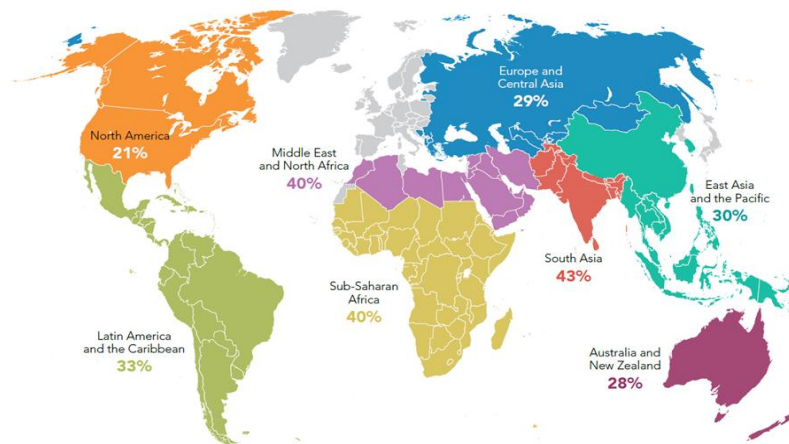 Europe and
Central Asia
29%
North America
21%
Middle East
and North Africa
40%
East Asia
and the Pacific
30%
South Asia
43%
Sub-Saharan
Africa
40%
Latin America
and the Caribbean
33%
Australia and
New Zealand
28%